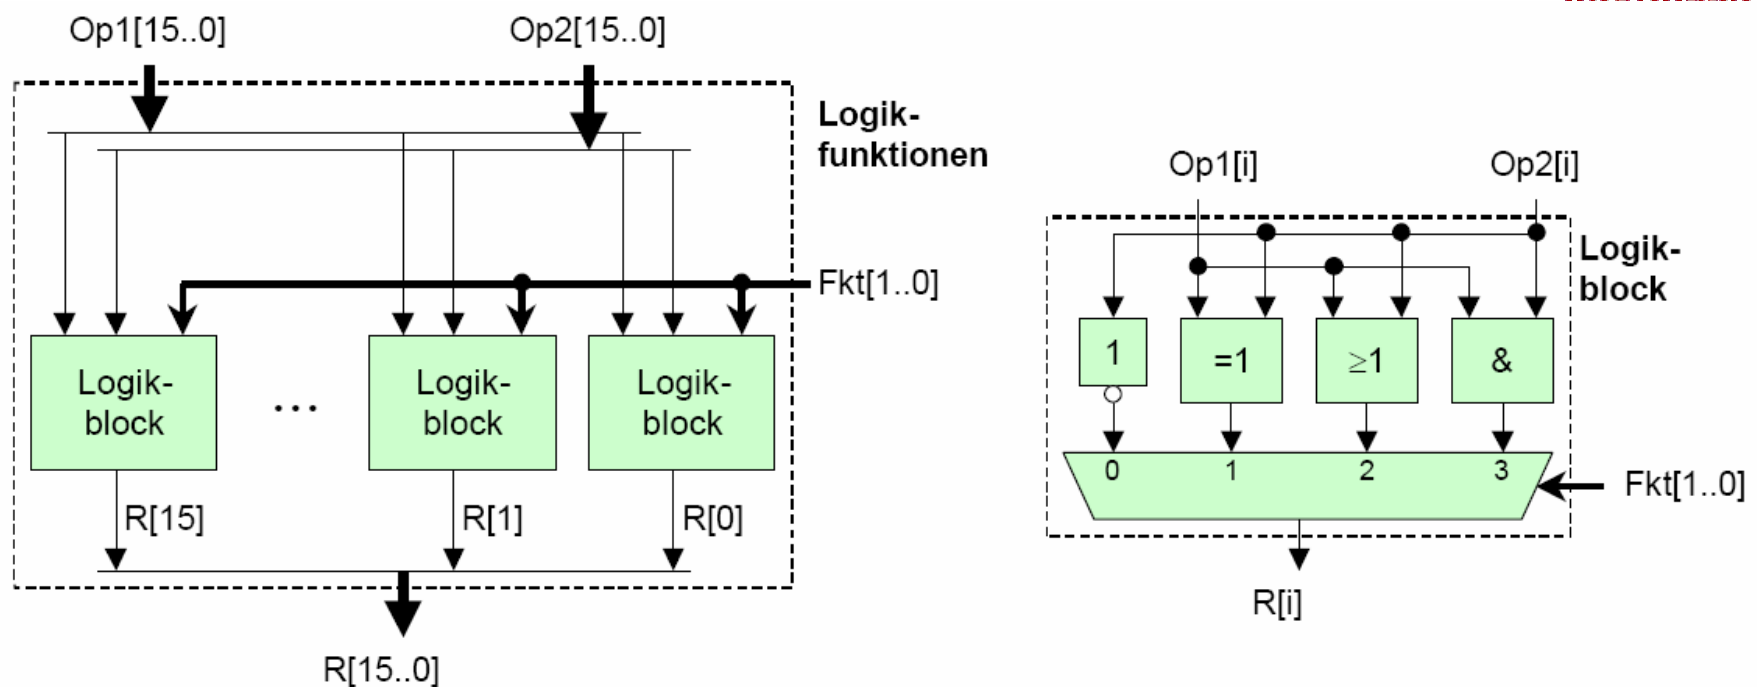 Op1[15..0]
Op2[15..0]
Logik-
funktionen
Fkt[1..0]
Logik-
block
...
Logik-
block
Logik-
block
R[15]
R[1]
R[0]
R[15..0]
Op1[i]
Op2[i]
Logik-
block
1
=1
≥1
&
0
1
2
3
Fkt[1..0]
R[i]